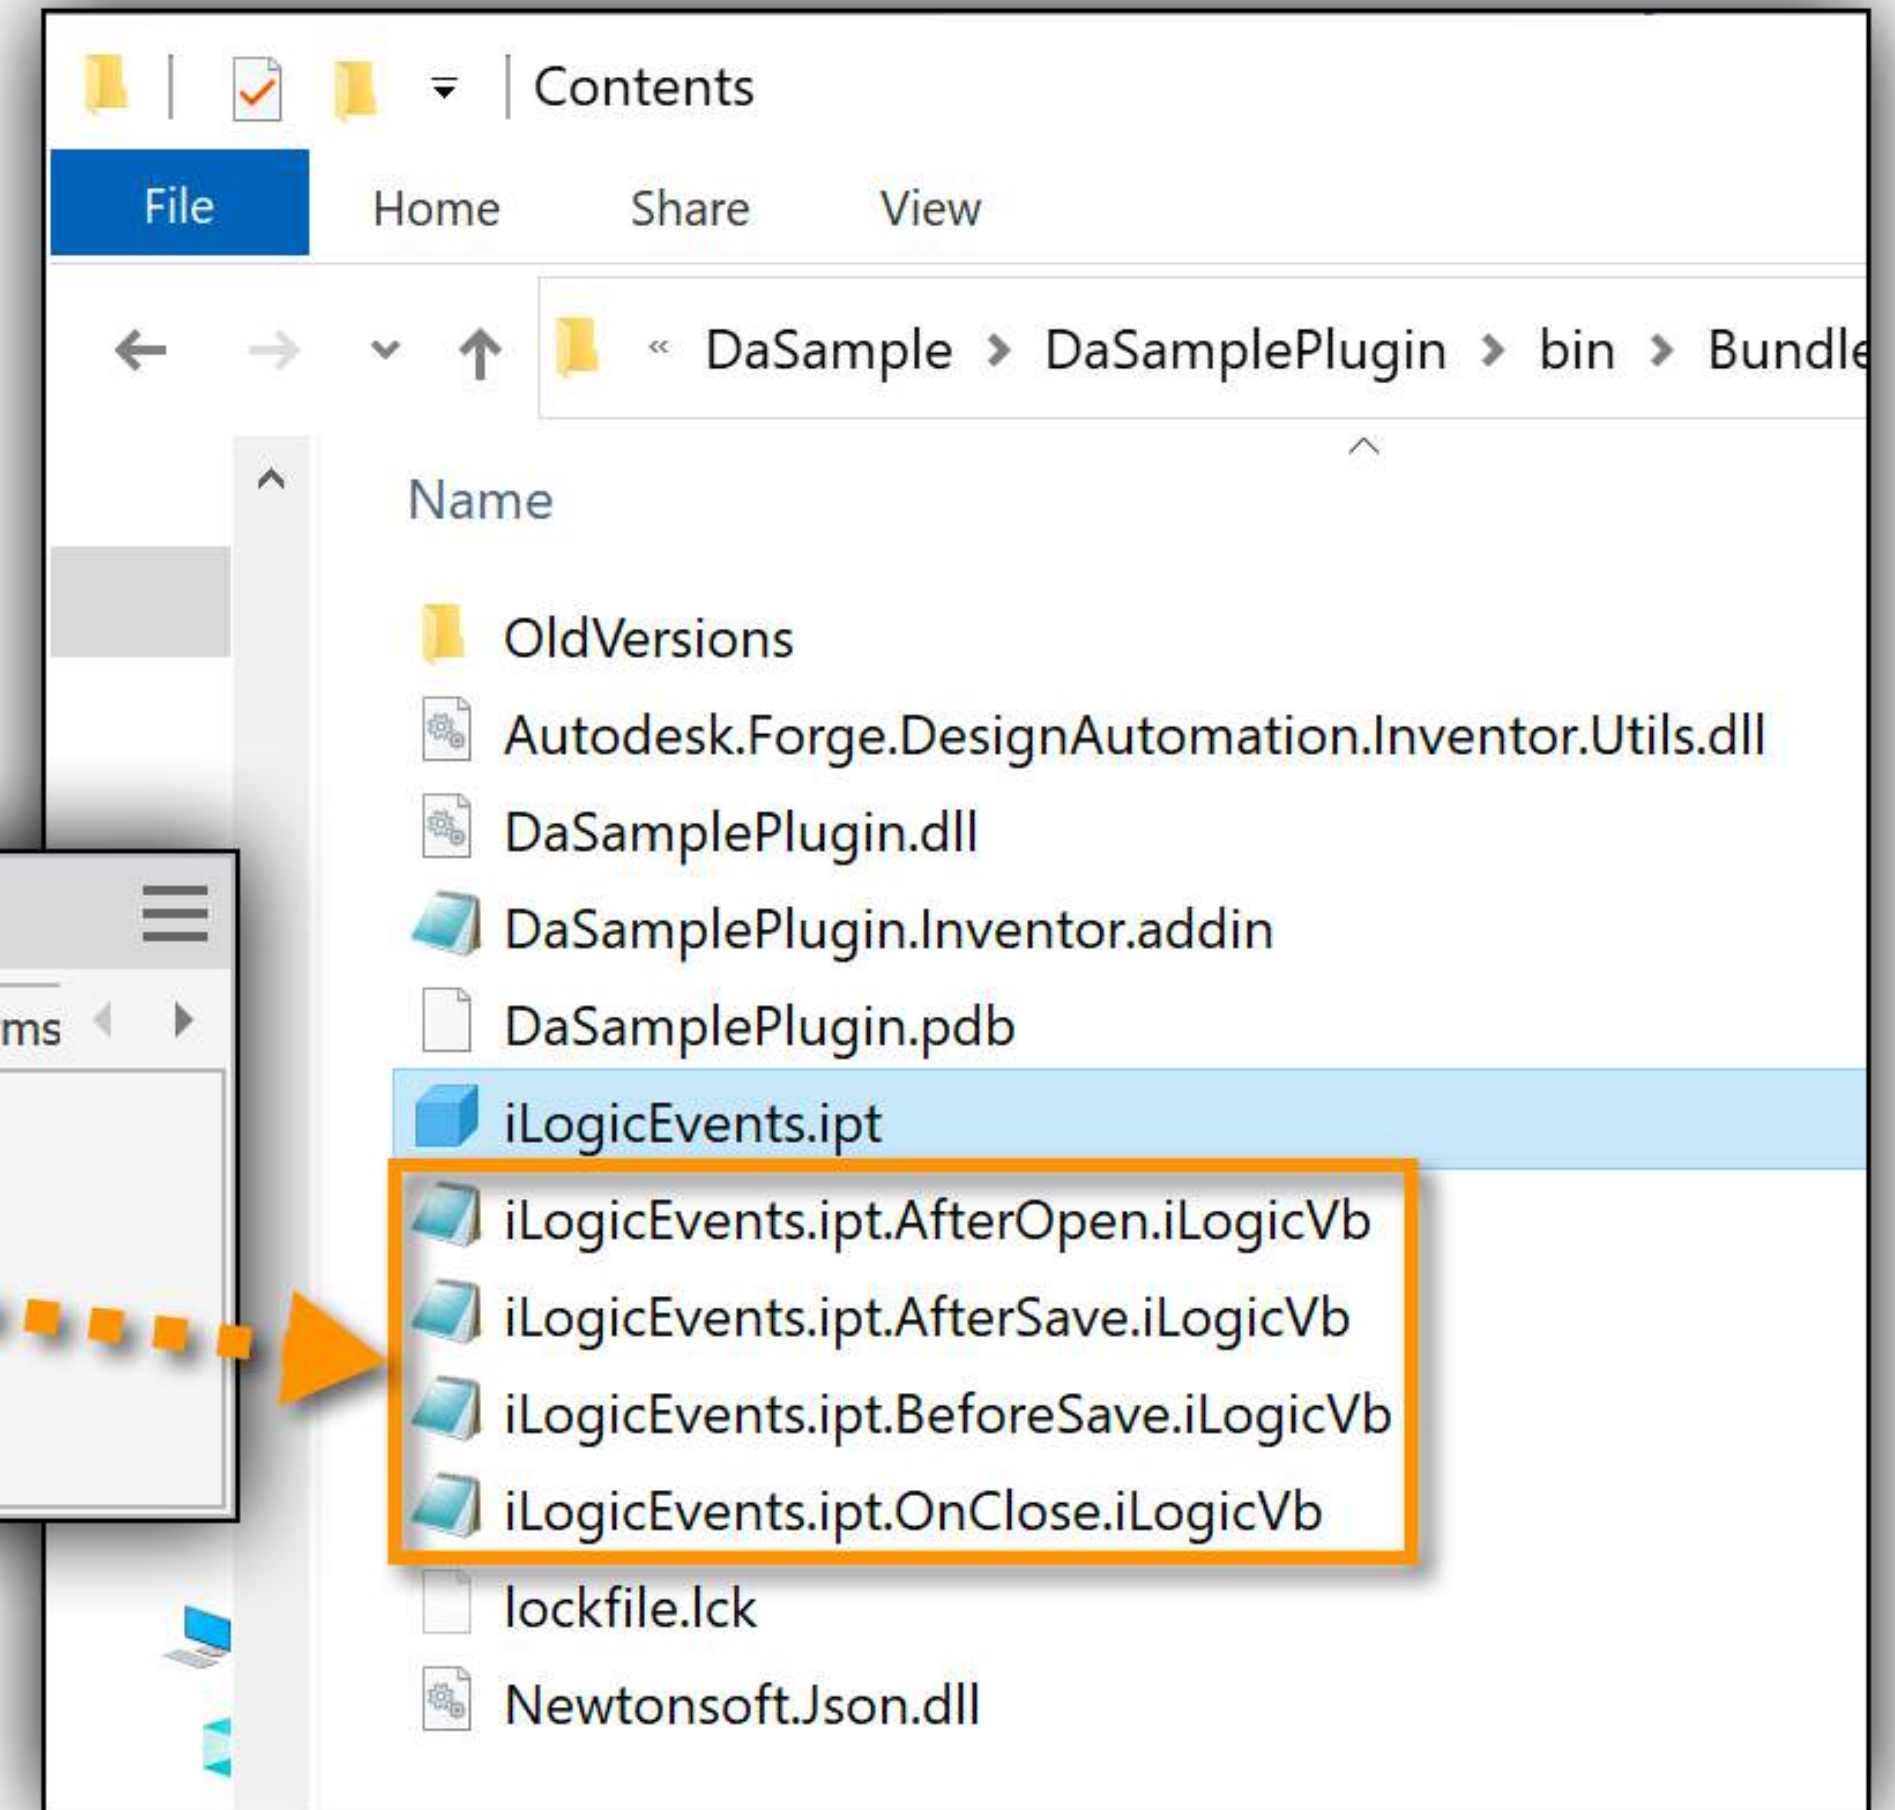 Contents
File Home Share View
« DaSample > DaSamplePlugin > bin > Bundle
Name
OldVersions
Autodesk.Forge.DesignAutomation.Inventor.Utils.dll
DaSamplePlugin.dll
DaSamplePlugin.Inventor.addin
DaSamplePlugin.pdb
ms
iLogicEvents.ipt
iLogicEvents.ipt.AfterOpen.iLogicVb
iLogicEvents.ipt.AfterSave.iLogicVb
iLogicEvents.ipt.BeforeSave.iLogicVb
iLogicEvents.ipt.OnClose.iLogicVb
lockfile.lck
Newtonsoft.Json.dll